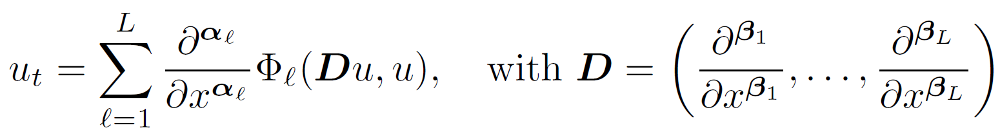 $u_t = \sum_{\ell=1}^{L} \frac{\partial^{\boldsymbol{\alpha}_\ell}}{\partial x^{\boldsymbol{\alpha}_\ell}} \Phi_\ell(\boldsymbol{D}u, u), \quad \text{with } \boldsymbol{D} = \left( \frac{\partial^{\boldsymbol{\beta}_1}}{\partial x^{\boldsymbol{\beta}_1}}, \ldots, \frac{\partial^{\boldsymbol{\beta}_L}}{\partial x^{\boldsymbol{\beta}_L}} \right)$